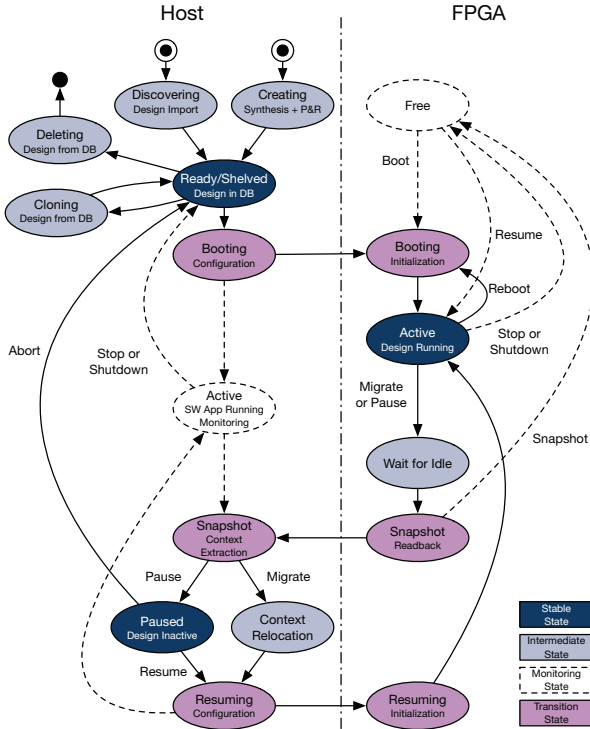 Host
FPGA
Discovering
Design Import
Creating
Synthesis + P&R
Free
Deleting
Design from DB
Boot
Ready/Shelved
Design in DB
Cloning
Design from DB
Booting
Configuration
Booting
Initialization
Resume
Reboot
Active
Design Running
Abort
Stop or
Shutdown
Stop or
Shutdown
Migrate
or Pause
Active
SW App Running
Monitoring
Snapshot
Wait for Idle
Snapshot
Context
Extraction
Snapshot
Readback
Pause
Migrate
Paused
Design Inactive
Context
Relocation
Resume
Resuming
Configuration
Resuming
Initialization
Stable
State
Intermediate
State
Monitoring
State
Transition
State